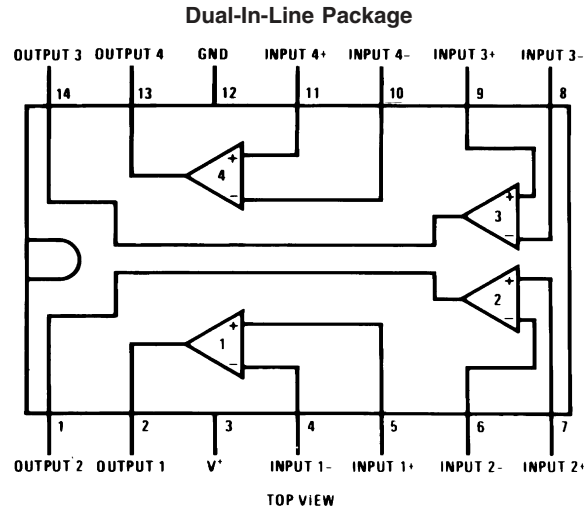 Dual-In-Line Package
OUTPUT 3 OUTPUT 4 GND INPUT 4+ INPUT 4- INPUT 3+ INPUT 3-
14 13 12 11 10 9 8
+
4
-
+
3
-
+
2
-
+
1
-
1 2 3 4 5 6 7
OUTPUT 2 OUTPUT 1 V+ INPUT 1- INPUT 1+ INPUT 2- INPUT 2+
TOP VIEW